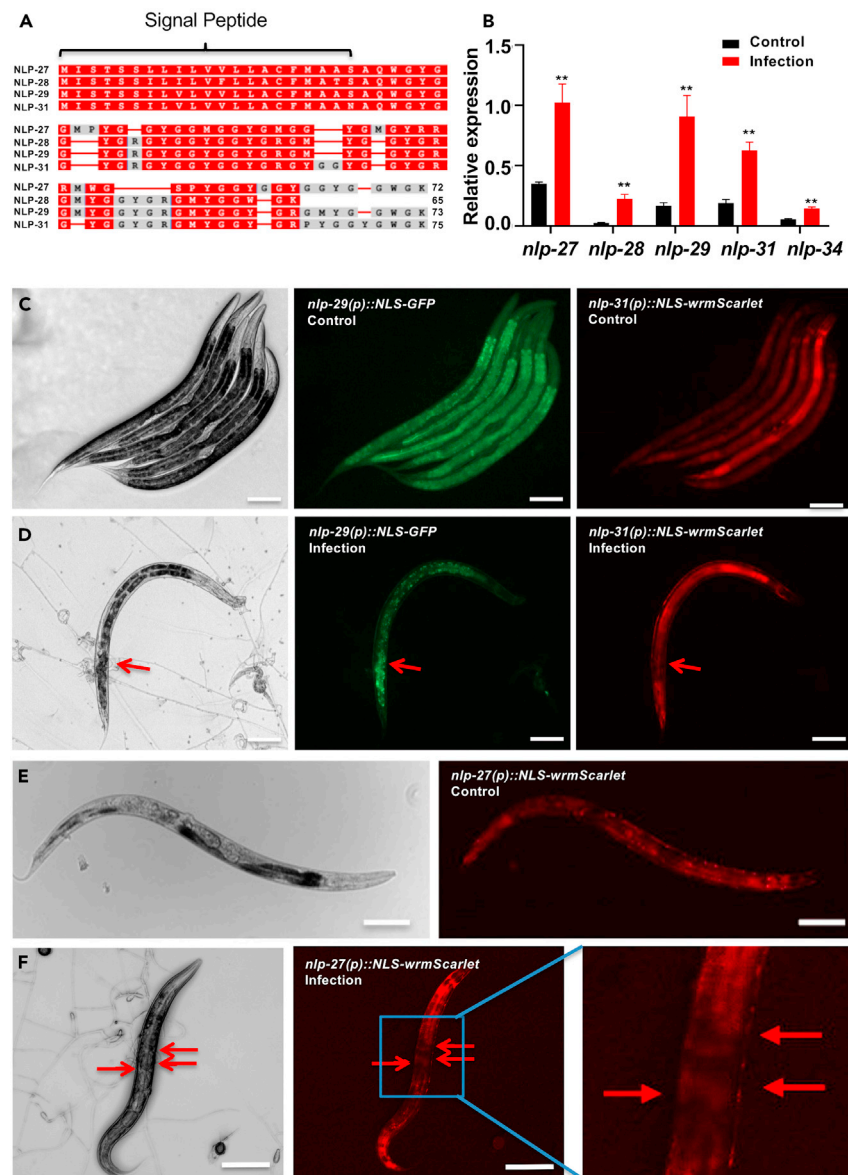 A
Signal Peptide
NLP-27 M I S T S S L L I L V V L L A C F M A A S A Q W G Y G
NLP-28 M I S T S S I L I L V F L L A C F M A T S A Q W G Y G
NLP-29 M I S T S S I L V L V V L L A C F M A A S A Q W G Y G
NLP-31 M I S T S S I L V L V V L L A C F M A A N A Q W G Y G
NLP-27 G M P Y G — G Y G G M G G Y G M G G — Y G M G Y R R
NLP-28 G — Y G R G Y G G Y G G Y G R G M — Y G — G Y G R
NLP-29 G — Y G R G Y G G Y G G Y G R G M — Y G — G Y G R
NLP-31 G — Y G R G Y G G Y G G Y G R G Y G G Y G — G Y G R
NLP-27 R M W G — S P Y G G Y G G Y G G Y G — G W G K 72
NLP-28 G M Y G G Y G R G M Y G G W — G K 65
NLP-29 G M Y G G Y G R G M Y G G Y — G R G M Y G — G W G K 73
NLP-31 G — Y G G Y G R G M Y G G Y — G R P Y G G Y G W G K 75
B
Control
Infection
Relative expression
1.5
1.0
0.5
0.0
** ** ** ** **
nlp-27 nlp-28 nlp-29 nlp-31 nlp-34
C
nlp-29(p)::NLS-GFP
Control
nlp-31(p)::NLS-wrmScarlet
Control
D
nlp-29(p)::NLS-GFP
Infection
nlp-31(p)::NLS-wrmScarlet
Infection
E
nlp-27(p)::NLS-wrmScarlet
Control
F
nlp-27(p)::NLS-wrmScarlet
Infection